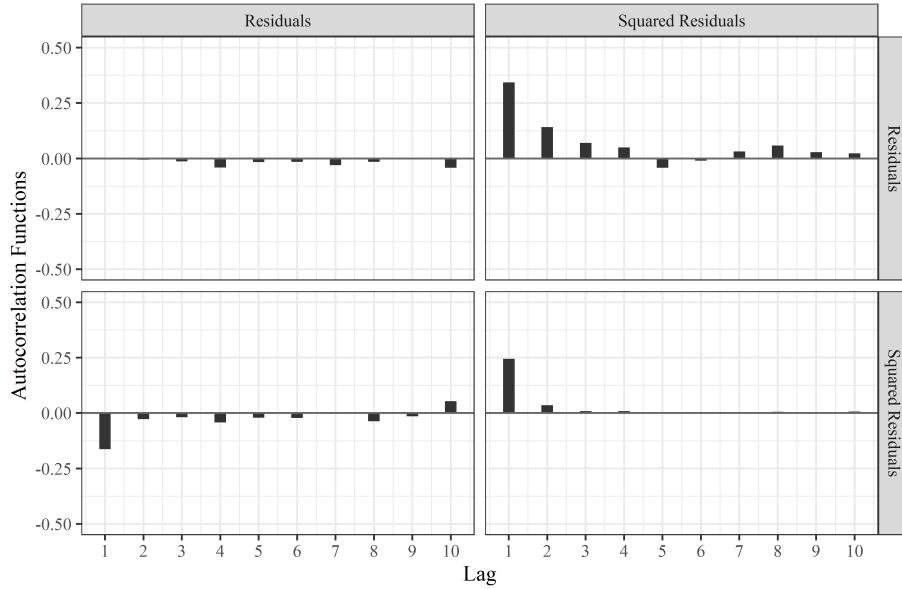 Residuals
Squared Residuals
0.50
0.25
0.00
-0.25
-0.50
Residuals
0.50
0.25
0.00
-0.25
-0.50
Squared Residuals
Autocorrelation Functions
1 2 3 4 5 6 7 8 9 10
1 2 3 4 5 6 7 8 9 10
Lag